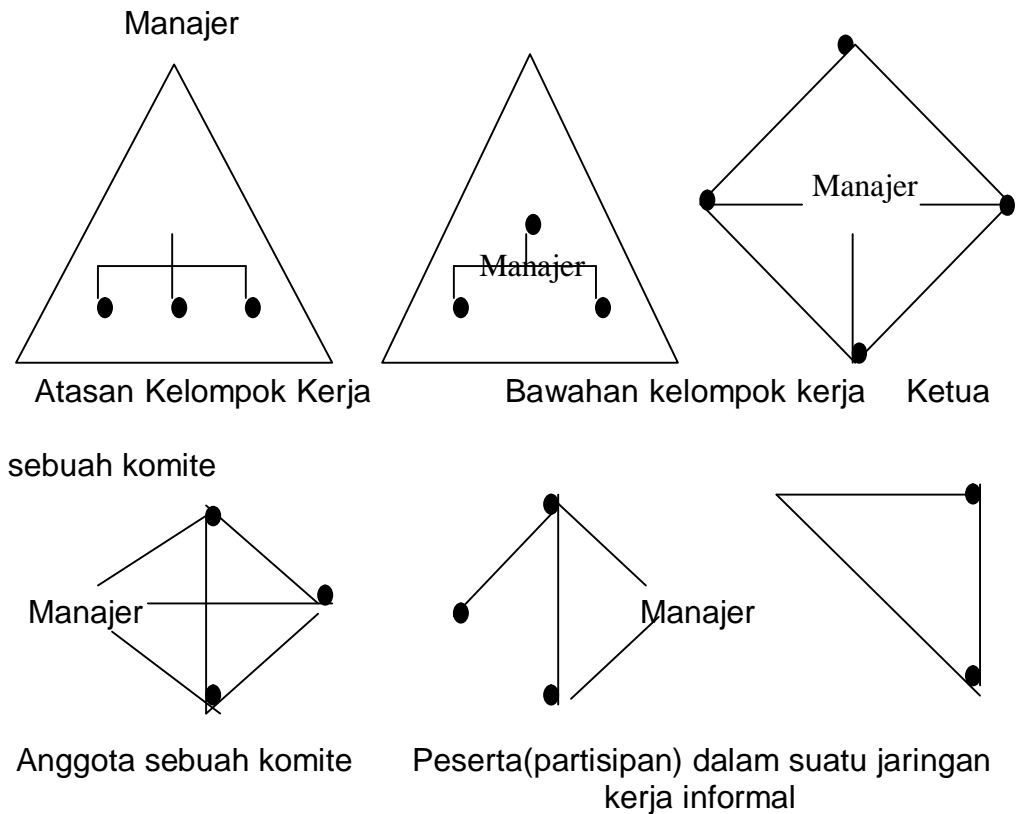 Manajer
Manajer
Manajer
Atasan Kelompok Kerja Bawahan kelompok kerja Ketua
sebuah komite
Manajer Manajer
Anggota sebuah komite Peserta(partisipan) dalam suatu jaringan
kerja informal